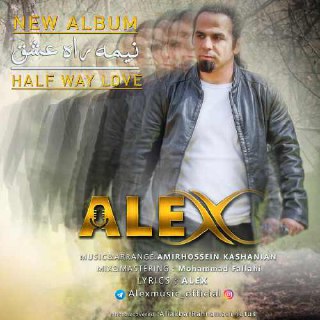 NEW ALBUM
نیمه راه عشق
HALF WAY LOVE
ALEX
MUSIC&ARRANGE:AMIRHOSSEIN KASHANIAN
MIX&MASTERING : Mohammad Fallahi
LYRICS : ALEX
Alexmusic_official